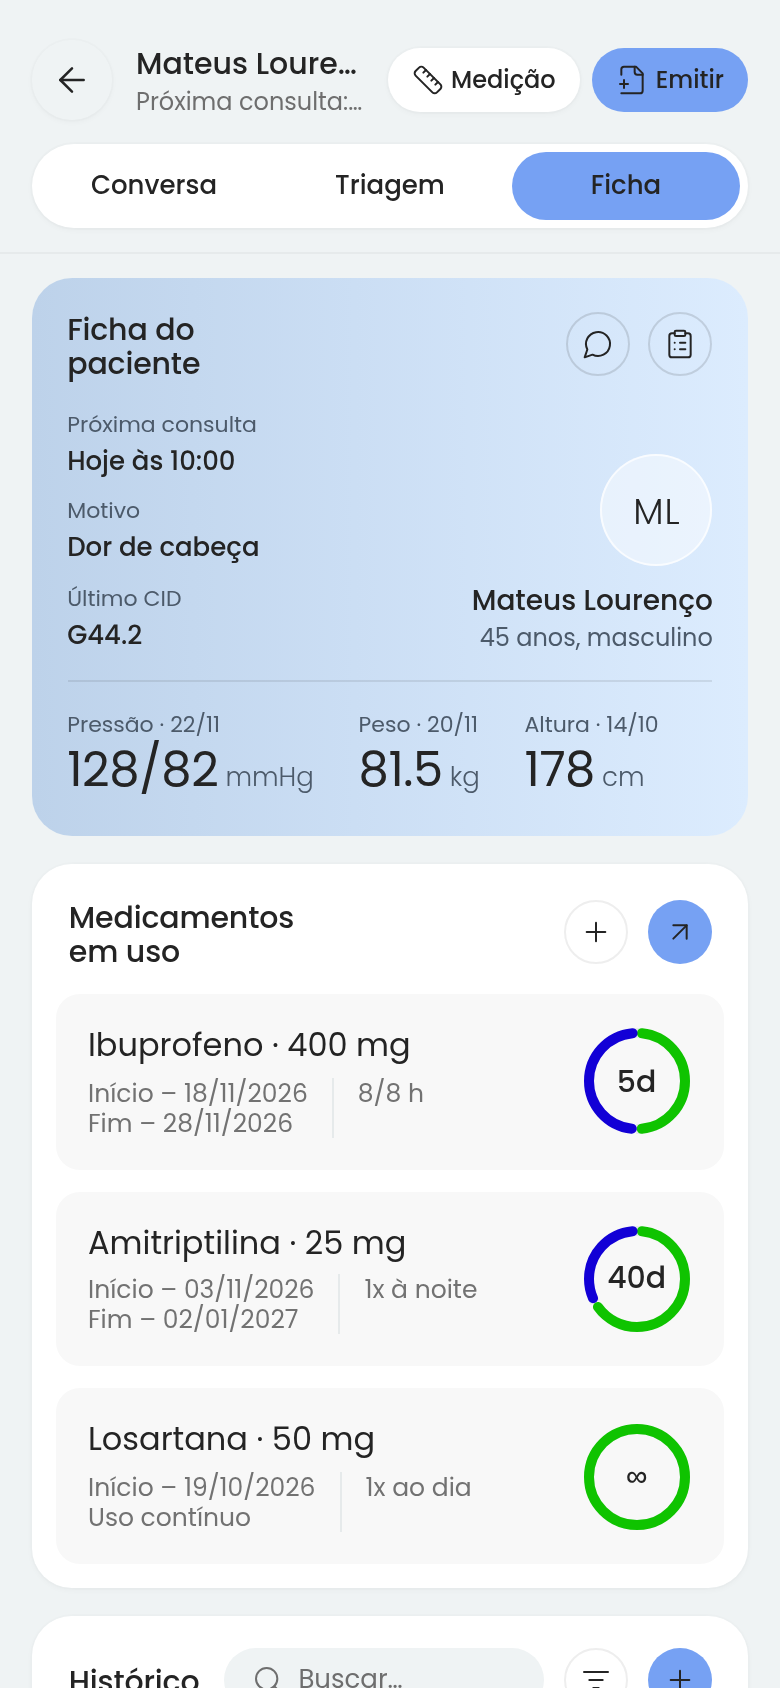 Mateus Loure...
Próxima consulta:...
Medição
Emitir
Conversa
Triagem
Ficha
Ficha do
paciente
Próxima consulta
Hoje às 10:00
Motivo
Dor de cabeça
Último CID
G44.2
ML
Mateus Lourenço
45 anos, masculino
Pressão · 22/11
128/82 mmHg
Peso · 20/11
81.5 kg
Altura · 14/10
178 cm
Medicamentos
em uso
Ibuprofeno · 400 mg
Início – 18/11/2026
Fim – 28/11/2026
8/8 h
5d
Amitriptilina · 25 mg
Início – 03/11/2026
Fim – 02/01/2027
1x à noite
40d
Losartana · 50 mg
Início – 19/10/2026
Uso contínuo
1x ao dia
∞
Histórico
Buscar...